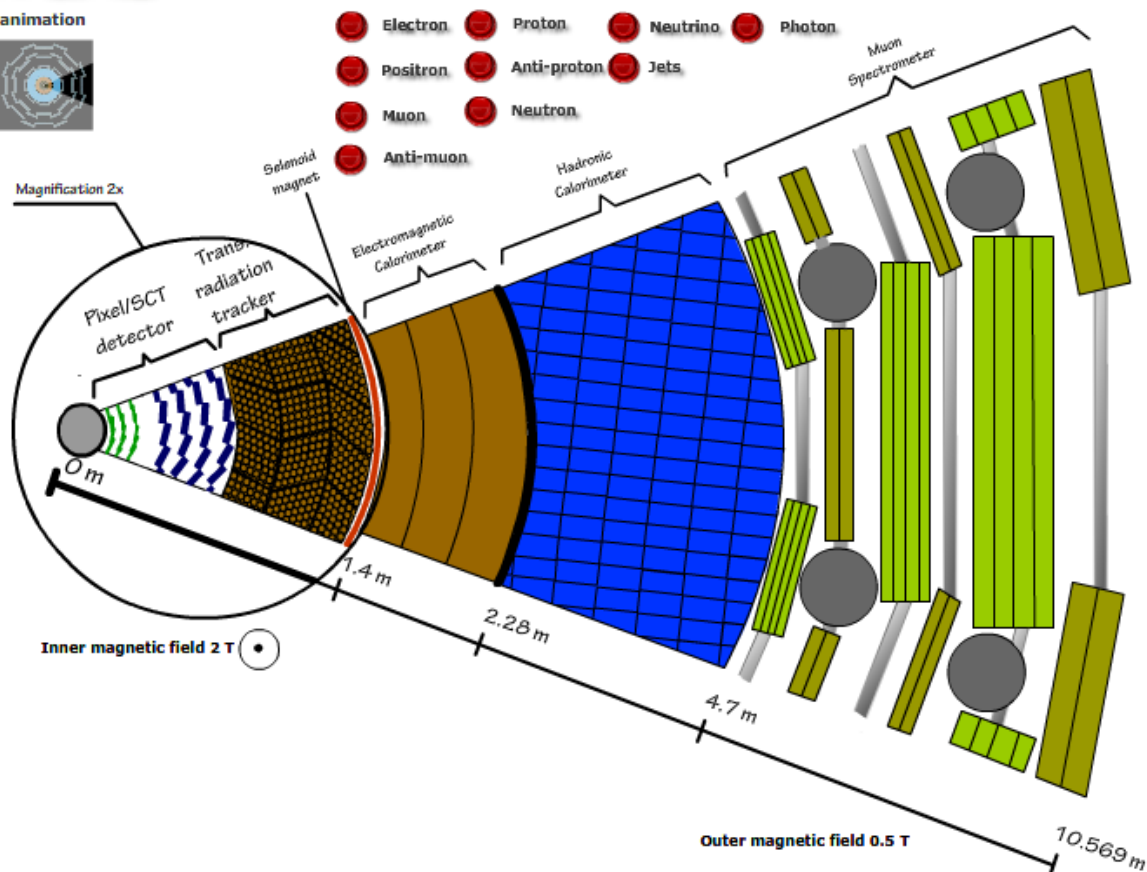 animation
Electron
Proton
Neutrino
Photon
Positron
Anti-proton
Jets
Muon
Neutron
Anti-muon
Muon
Spectrometer
Selenoid
magnet
Hadronic
Calorimeter
Magnification 2x
Electromagnetic
Calorimeter
radiation
tracker
Pixel/SCT
detector
0 m
1.4 m
2.28 m
4.7 m
10.569 m
Inner magnetic field 2 T
Outer magnetic field 0.5 T